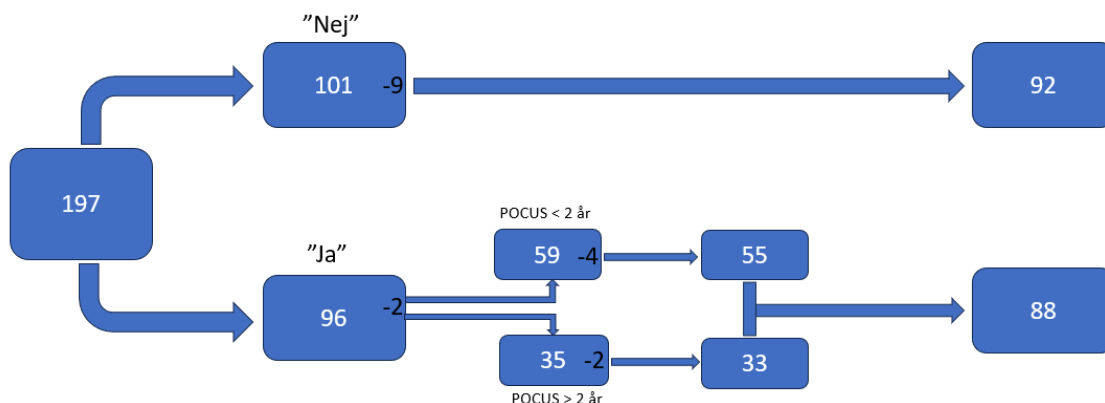 ”Nej”
101 -9
92
197
POCUS < 2 år
59 -4
55
”Ja”
96 -2
88
35 -2
33
POCUS > 2 år